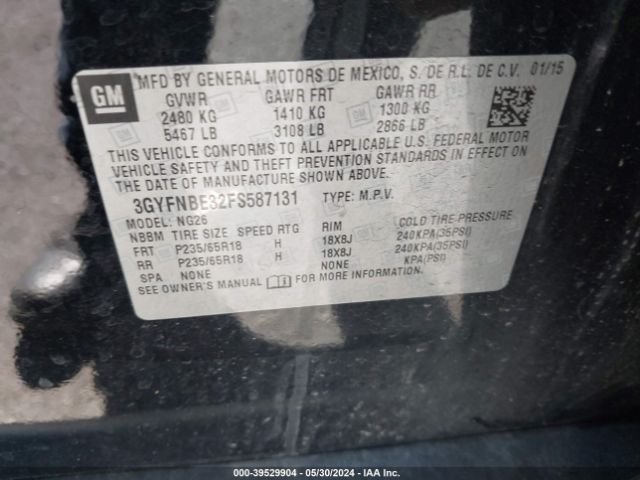 GM
MFD BY GENERAL MOTORS DE MEXICO, S/DE R.L. DE C.V. 01/15
GVWR GAWR FRT GAWR RR
2480 KG 1410 KG 1300 KG
5467 LB 3108 LB 2866 LB
THIS VEHICLE CONFORMS TO ALL APPLICABLE U.S. FEDERAL MOTOR
VEHICLE SAFETY AND THEFT PREVENTION STANDARDS IN EFFECT ON
THE DATE OF MANUFACTURE SHOWN ABOVE.
3GYFNBE32FS587131 TYPE: M.P.V.
MODEL: NG26
NBBM TIRE SIZE SPEED RTG RIM COLD TIRE PRESSURE
FRT P235/65R18 H 18X8J 240KPA(35PSI)
RR P235/65R18 H 18X8J 240KPA(35PSI)
SPA NONE NONE KPA(PSI)
SEE OWNER'S MANUAL FOR MORE INFORMATION.
000-39529904 - 05/30/2024 - IAA Inc.